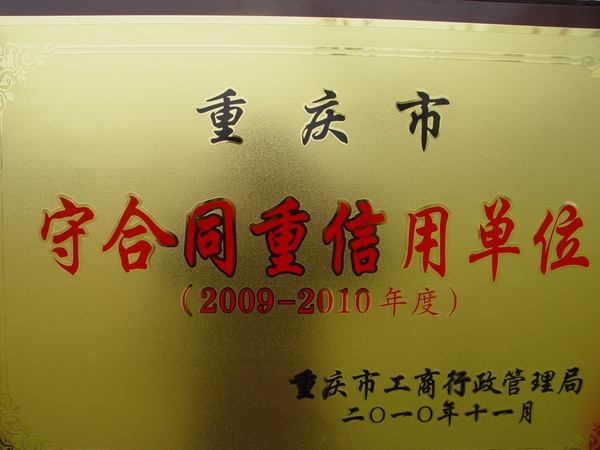 重庆市
守合同重信用单位
(2009-2010年度)
重庆市工商行政管理局
二〇一〇年十一月